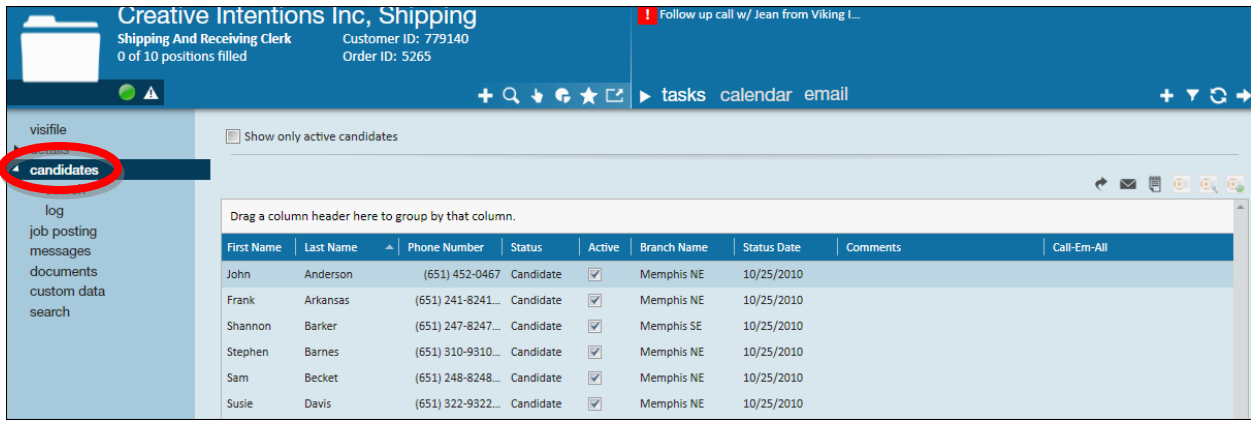 Creative Intentions Inc, Shipping
Shipping And Receiving Clerk Customer ID: 779140
0 of 10 positions filled Order ID: 5265
! Follow up call w/ Jean from Viking I...
tasks calendar email
visifile
details
candidates
log
job posting
messages
documents
custom data
search
Show only active candidates
Drag a column header here to group by that column.
First Name Last Name Phone Number Status Active Branch Name Status Date Comments Call-Em-All
John Anderson (651) 452-0467 Candidate Memphis NE 10/25/2010
Frank Arkansas (651) 241-8241... Candidate Memphis NE 10/25/2010
Shannon Barker (651) 247-8247... Candidate Memphis SE 10/25/2010
Stephen Barnes (651) 310-9310... Candidate Memphis NE 10/25/2010
Sam Becket (651) 248-8248... Candidate Memphis NE 10/25/2010
Susie Davis (651) 322-9322... Candidate Memphis NE 10/25/2010